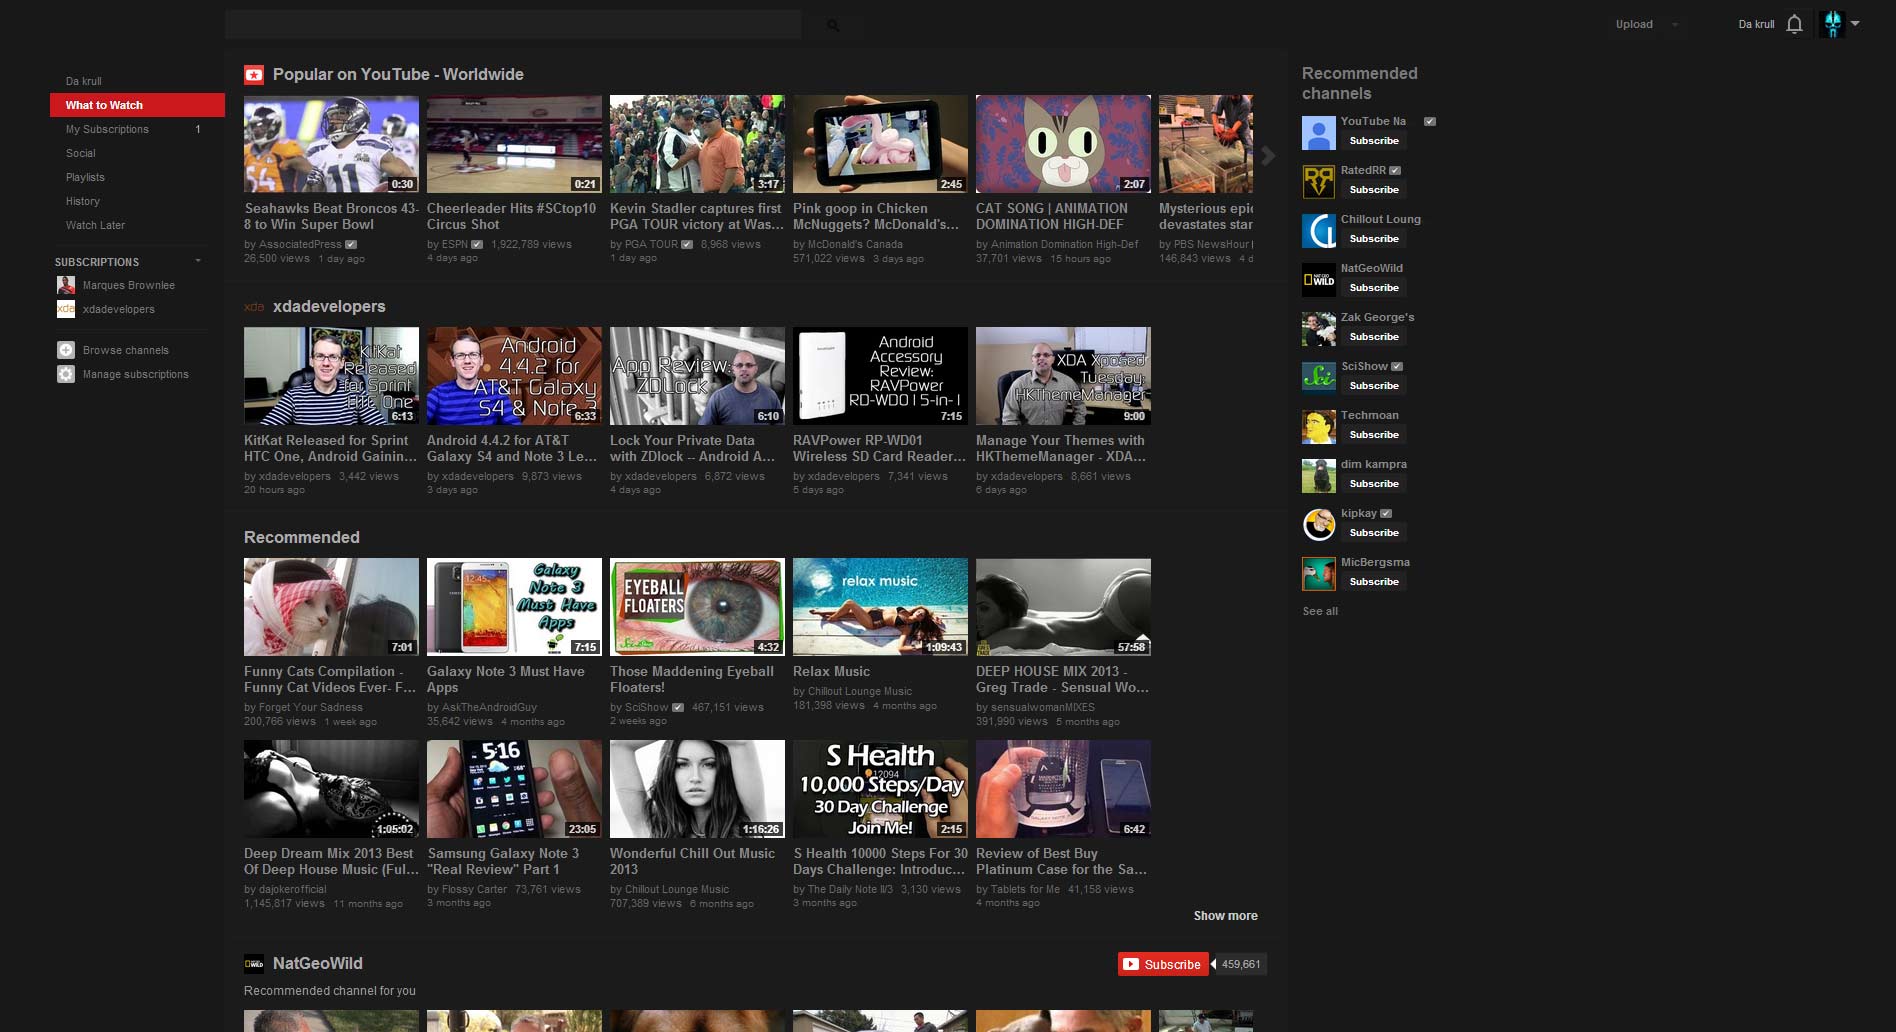 Upload
Da krull
Da krull
What to Watch
My Subscriptions 1
Social
Playlists
History
Watch Later
SUBSCRIPTIONS
Marques Brownlee
xda xdadevelopers
Browse channels
Manage subscriptions
Popular on YouTube - Worldwide
0:30
0:21
3:17
2:45
2:07
Seahawks Beat Broncos 43-
8 to Win Super Bowl
by AssociatedPress
26,500 views 1 day ago
Cheerleader Hits #SCtop10
Circus Shot
by ESPN 1,922,789 views
4 days ago
Kevin Stadler captures first
PGA TOUR victory at Was...
by PGA TOUR 8,968 views
1 day ago
Pink goop in Chicken
McNuggets? McDonald's...
by McDonald's Canada
571,022 views 3 days ago
CAT SONG | ANIMATION
DOMINATION HIGH-DEF
by Animation Domination High-Def
37,701 views 15 hours ago
Mysterious epi
devastates star
by PBS NewsHour
146,843 views 4 d
xda xdadevelopers
KitKat
Released
for Sprint
HTC One
6:13
Android
4.4.2 for
AT&T Galaxy
S4 & Note 3
6:33
App Review:
ZDLock
6:10
Android
Accessory
Review:
RAVPower
RD-WD01 5-in-1
7:15
XDA Xposed
Tuesday:
HKThemeManager
9:00
KitKat Released for Sprint
HTC One, Android Gainin...
by xdadevelopers 3,442 views
20 hours ago
Android 4.4.2 for AT&T
Galaxy S4 and Note 3 Le...
by xdadevelopers 9,873 views
3 days ago
Lock Your Private Data
with ZDlock -- Android A...
by xdadevelopers 6,872 views
4 days ago
RAVPower RP-WD01
Wireless SD Card Reader...
by xdadevelopers 7,341 views
5 days ago
Manage Your Themes with
HKThemeManager - XDA...
by xdadevelopers 8,661 views
6 days ago
Recommended
7:01
12:45
Galaxy
Note 3
Must Have
Apps
7:15
EYEBALL
FLOATERS
4:32
relax music
1:09:43
57:58
Funny Cats Compilation -
Funny Cat Videos Ever- F...
by Forget Your Sadness
200,766 views 1 week ago
Galaxy Note 3 Must Have
Apps
by AskTheAndroidGuy
35,642 views 4 months ago
Those Maddening Eyeball
Floaters!
by SciShow 467,151 views
2 weeks ago
Relax Music
by Chillout Lounge Music
181,398 views 4 months ago
DEEP HOUSE MIX 2013 -
Greg Trade - Sensual Wo...
by sensualwomanMIXES
391,990 views 5 months ago
1:05:02
5:16
23:05
1:16:26
S Health
12094
10,000 Steps/Day
30 Day Challenge
Join Me!
2:15
6:42
Deep Dream Mix 2013 Best
Of Deep House Music (Ful...
by dajokerofficial
1,145,817 views 11 months ago
Samsung Galaxy Note 3
"Real Review" Part 1
by Flossy Carter 73,761 views
3 months ago
Wonderful Chill Out Music
2013
by Chillout Lounge Music
707,389 views 6 months ago
S Health 10000 Steps For 30
Days Challenge: Introduc...
by The Daily Note II/3 3,130 views
3 months ago
Review of Best Buy
Platinum Case for the Sa...
by Tablets for Me 41,158 views
4 months ago
Show more
NatGeoWild
Subscribe 459,661
Recommended channel for you
Recommended
channels
YouTube Na
Subscribe
RatedRR
Subscribe
Chillout Loung
Subscribe
NAT GEO
WILD
NatGeoWild
Subscribe
Zak George's
Subscribe
Sci
SciShow
Subscribe
Techmoan
Subscribe
dim kampra
Subscribe
kipkay
Subscribe
MicBergsma
Subscribe
See all